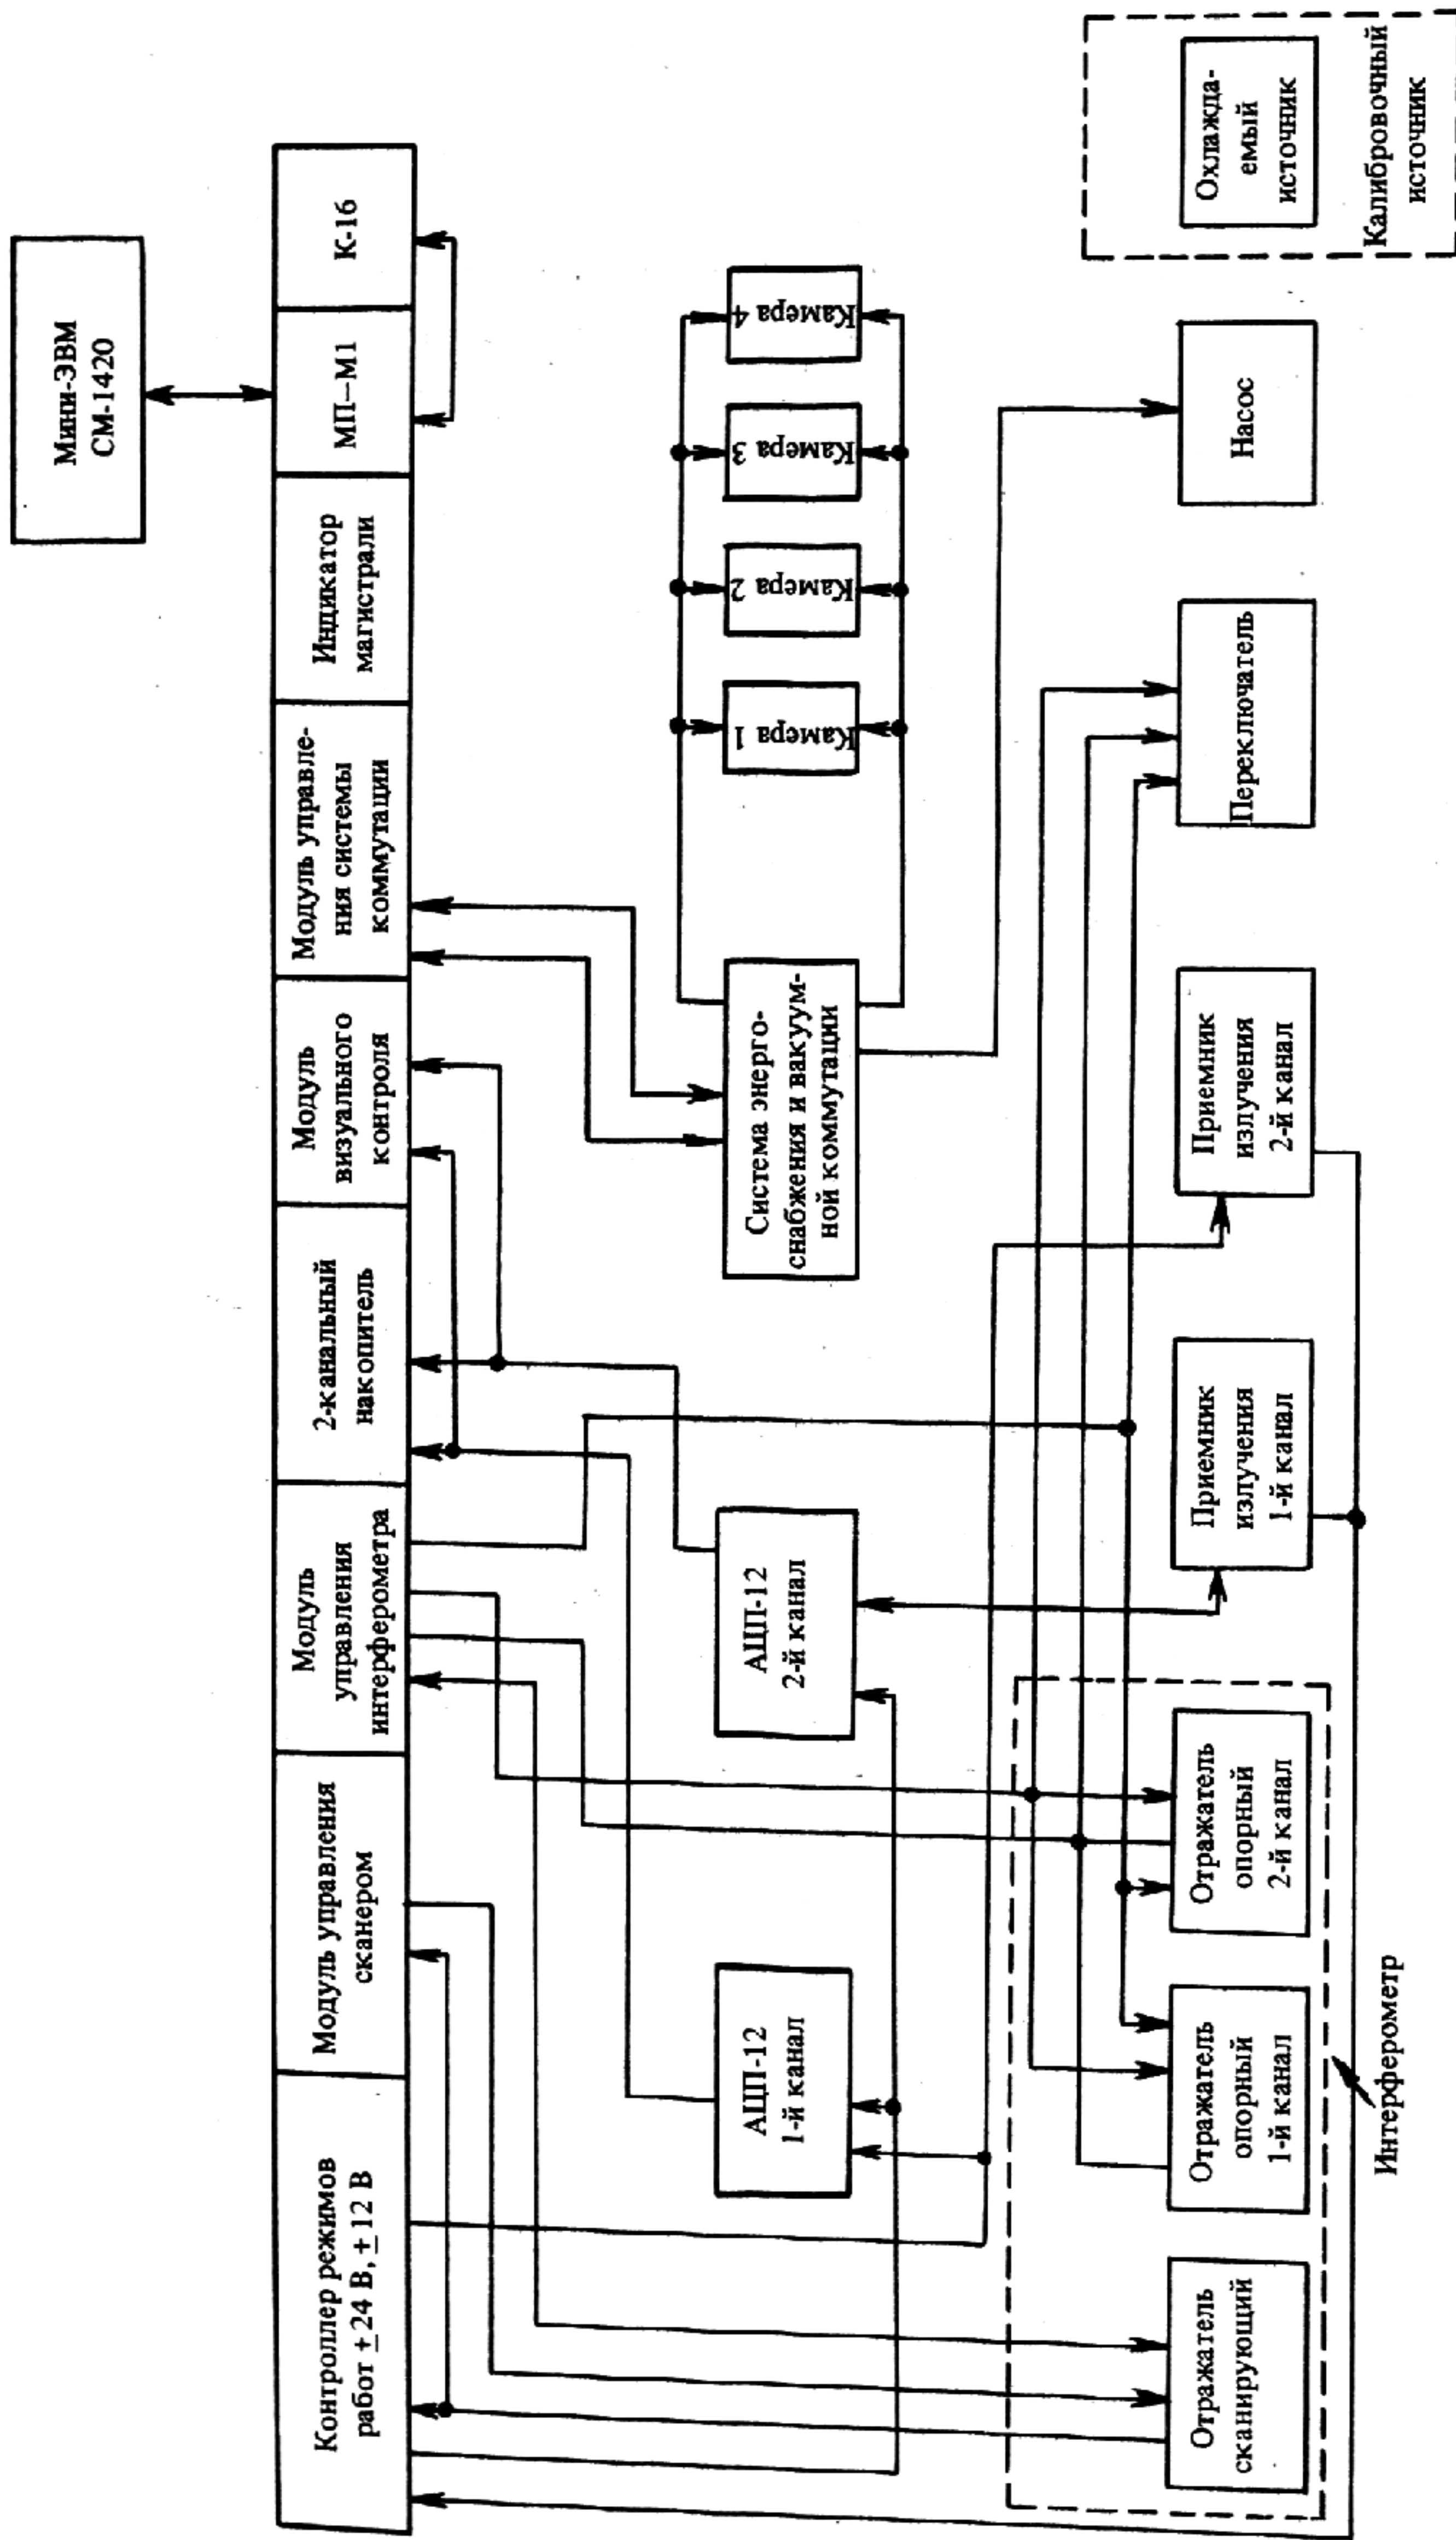 Мини-ЭВМ
СМ-1420
Контроллер режимов
работ ±24 В, ±12 В
Модуль управления
сканером
Модуль
управления
интерферометра
2-канальный
накопитель
Модуль
визуального
контроля
Модуль управле-
ния системы
коммутации
Индикатор
магистрали
МП—М1
К-16
АЦП-12
1-й канал
АЦП-12
2-й канал
Система энерго-
снабжения и вакуум-
ной коммутации
Камера 1
Камера 2
Камера 3
Камера 4
Отражатель
сканирующий
Отражатель
опорный
1-й канал
Отражатель
опорный
2-й канал
Интерферометр
Приемник
излучения
1-й канал
Приемник
излучения
2-й канал
Переключатель
Насос
Охлажда-
емый
источник
Калибровочный
источник